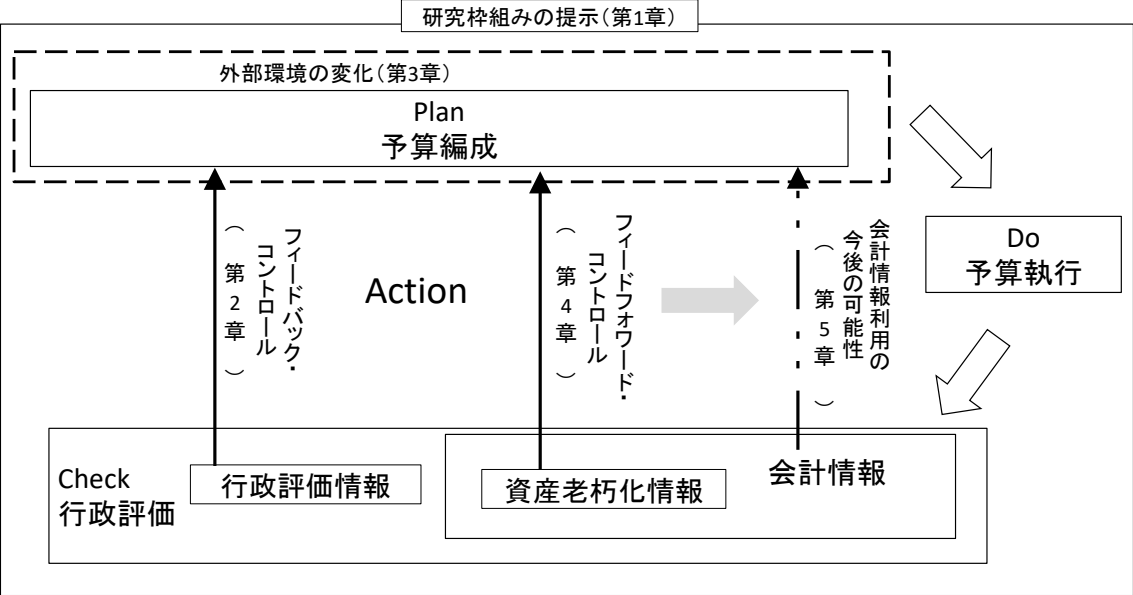 研究枠組みの提示（第1章）
外部環境の変化（第3章）
Plan
予算編成
フィードバック・
コントロール
（第2章）
Action
フィードフォワード・
コントロール
（第4章）
会計情報利用の
今後の可能性
（第5章）
Do
予算執行
Check
行政評価
行政評価情報
資産老朽化情報
会計情報